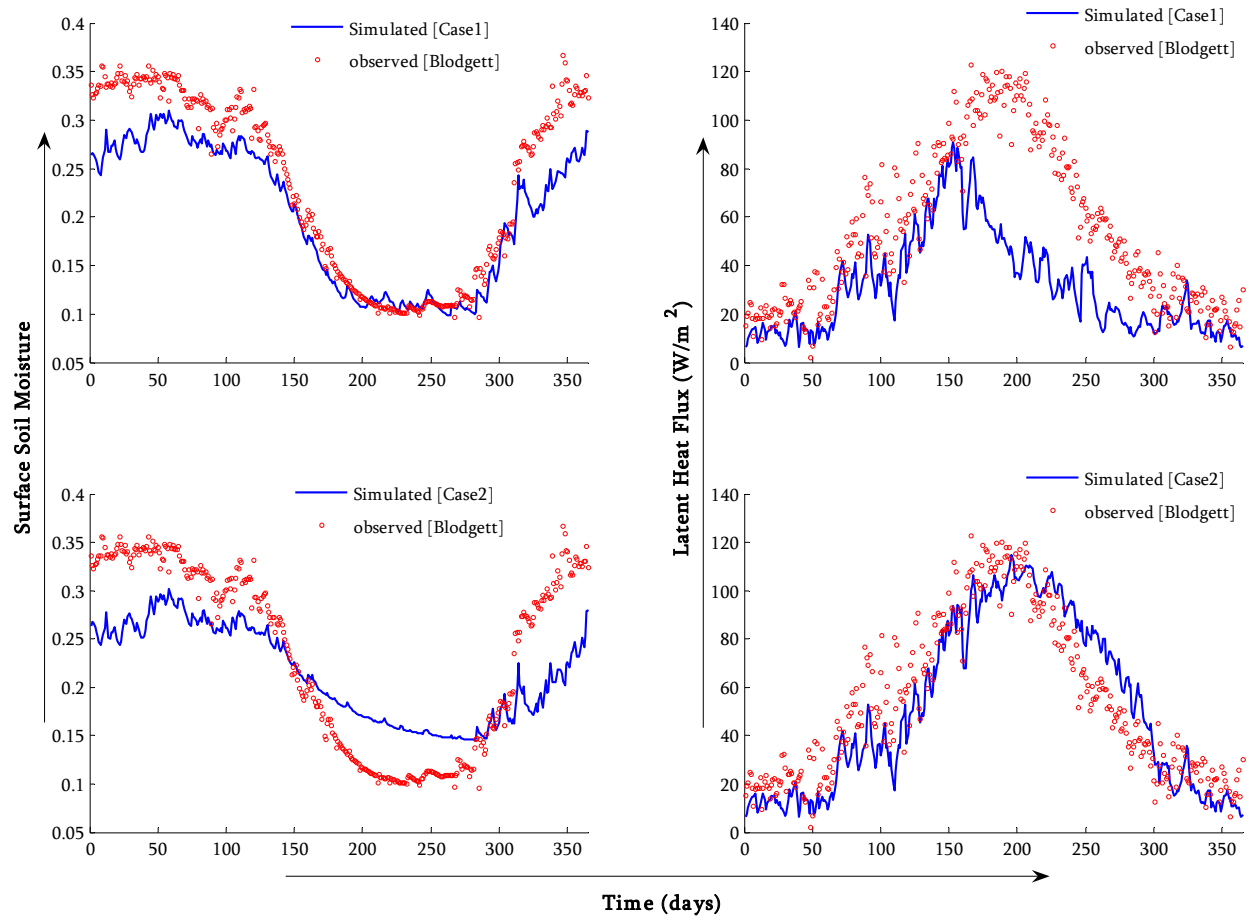 0.4
0.35
0.3
0.25
0.2
0.15
0.1
0.05
0 50 100 150 200 250 300 350
Simulated [Case1]
observed [Blodgett]
140
120
100
80
60
40
20
0
0 50 100 150 200 250 300 350
Simulated [Case1]
observed [Blodgett]
Surface Soil Moisture
Latent Heat Flux (W/m²)
0.4
0.35
0.3
0.25
0.2
0.15
0.1
0.05
0 50 100 150 200 250 300 350
Simulated [Case2]
observed [Blodgett]
140
120
100
80
60
40
20
0
0 50 100 150 200 250 300 350
Simulated [Case2]
observed [Blodgett]
Time (days)